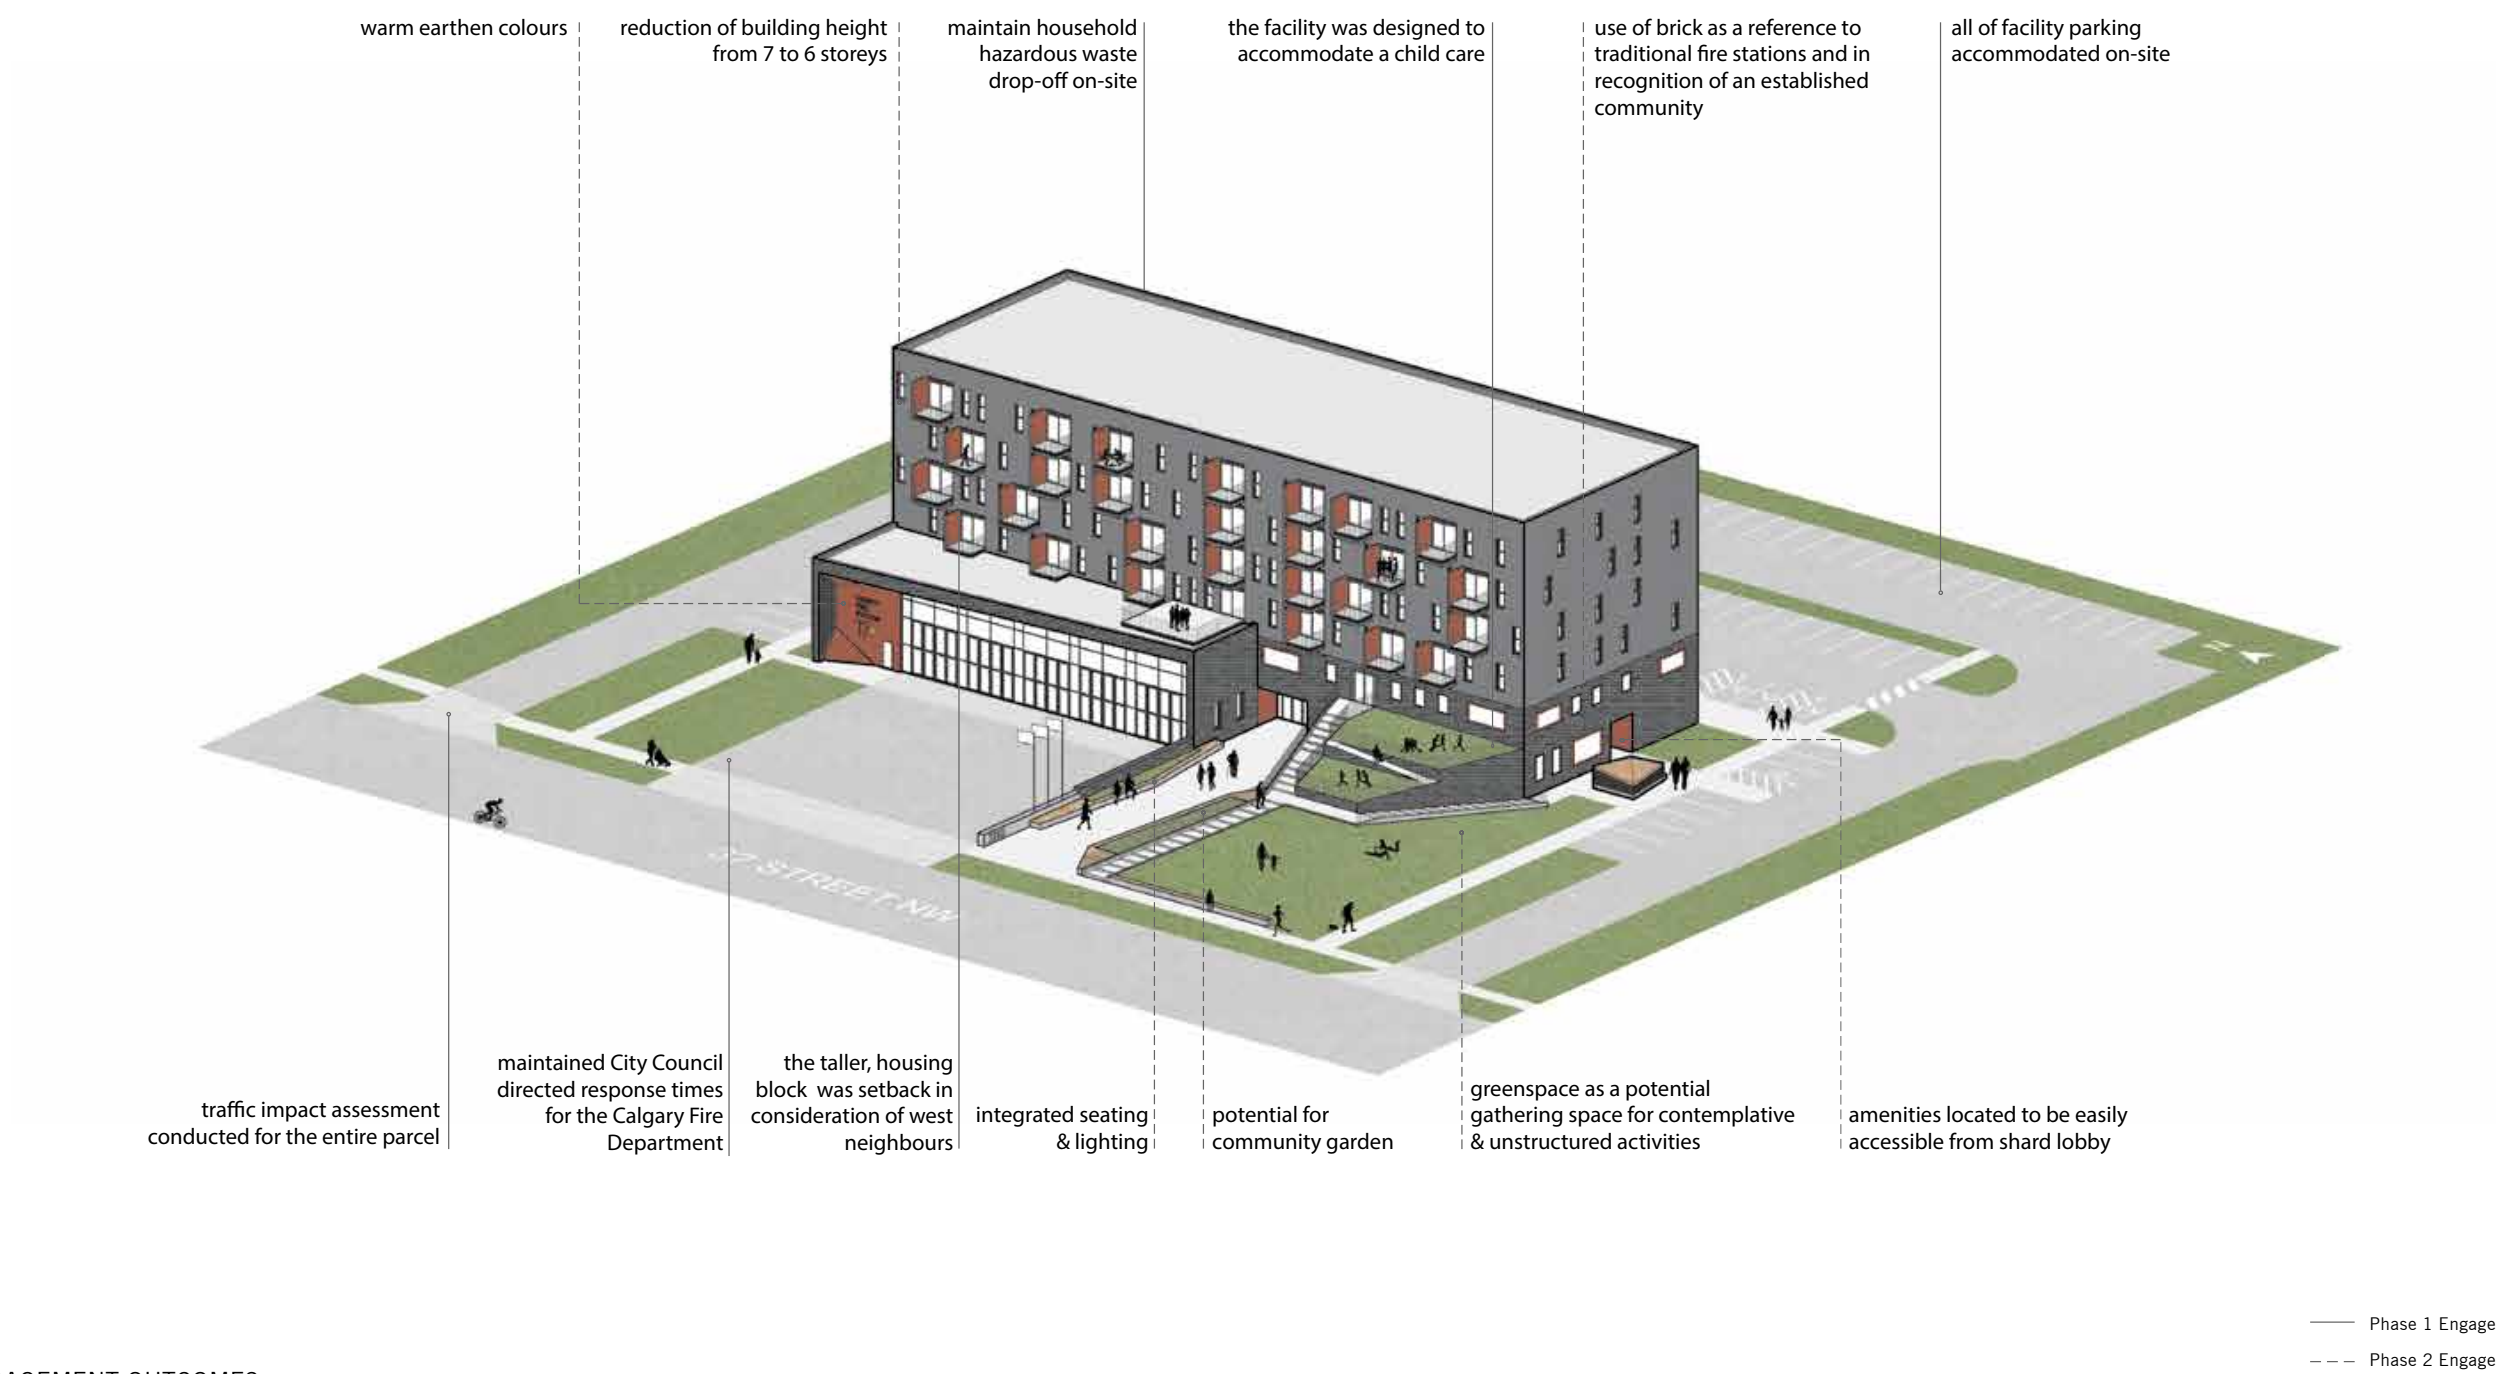 warm earthen colours
reduction of building height
from 7 to 6 storeys
maintain household
hazardous waste
drop-off on-site
the facility was designed to
accommodate a child care
use of brick as a reference to
traditional fire stations and in
recognition of an established
community
all of facility parking
accommodated on-site
STREET NW
traffic impact assessment
conducted for the entire parcel
maintained City Council
directed response times
for the Calgary Fire
Department
the taller, housing
block was setback in
consideration of west
neighbours
integrated seating
& lighting
potential for
community garden
greenspace as a potential
gathering space for contemplative
& unstructured activities
amenities located to be easily
accessible from shard lobby
Phase 1 Engage
Phase 2 Engage
OUTCOMES